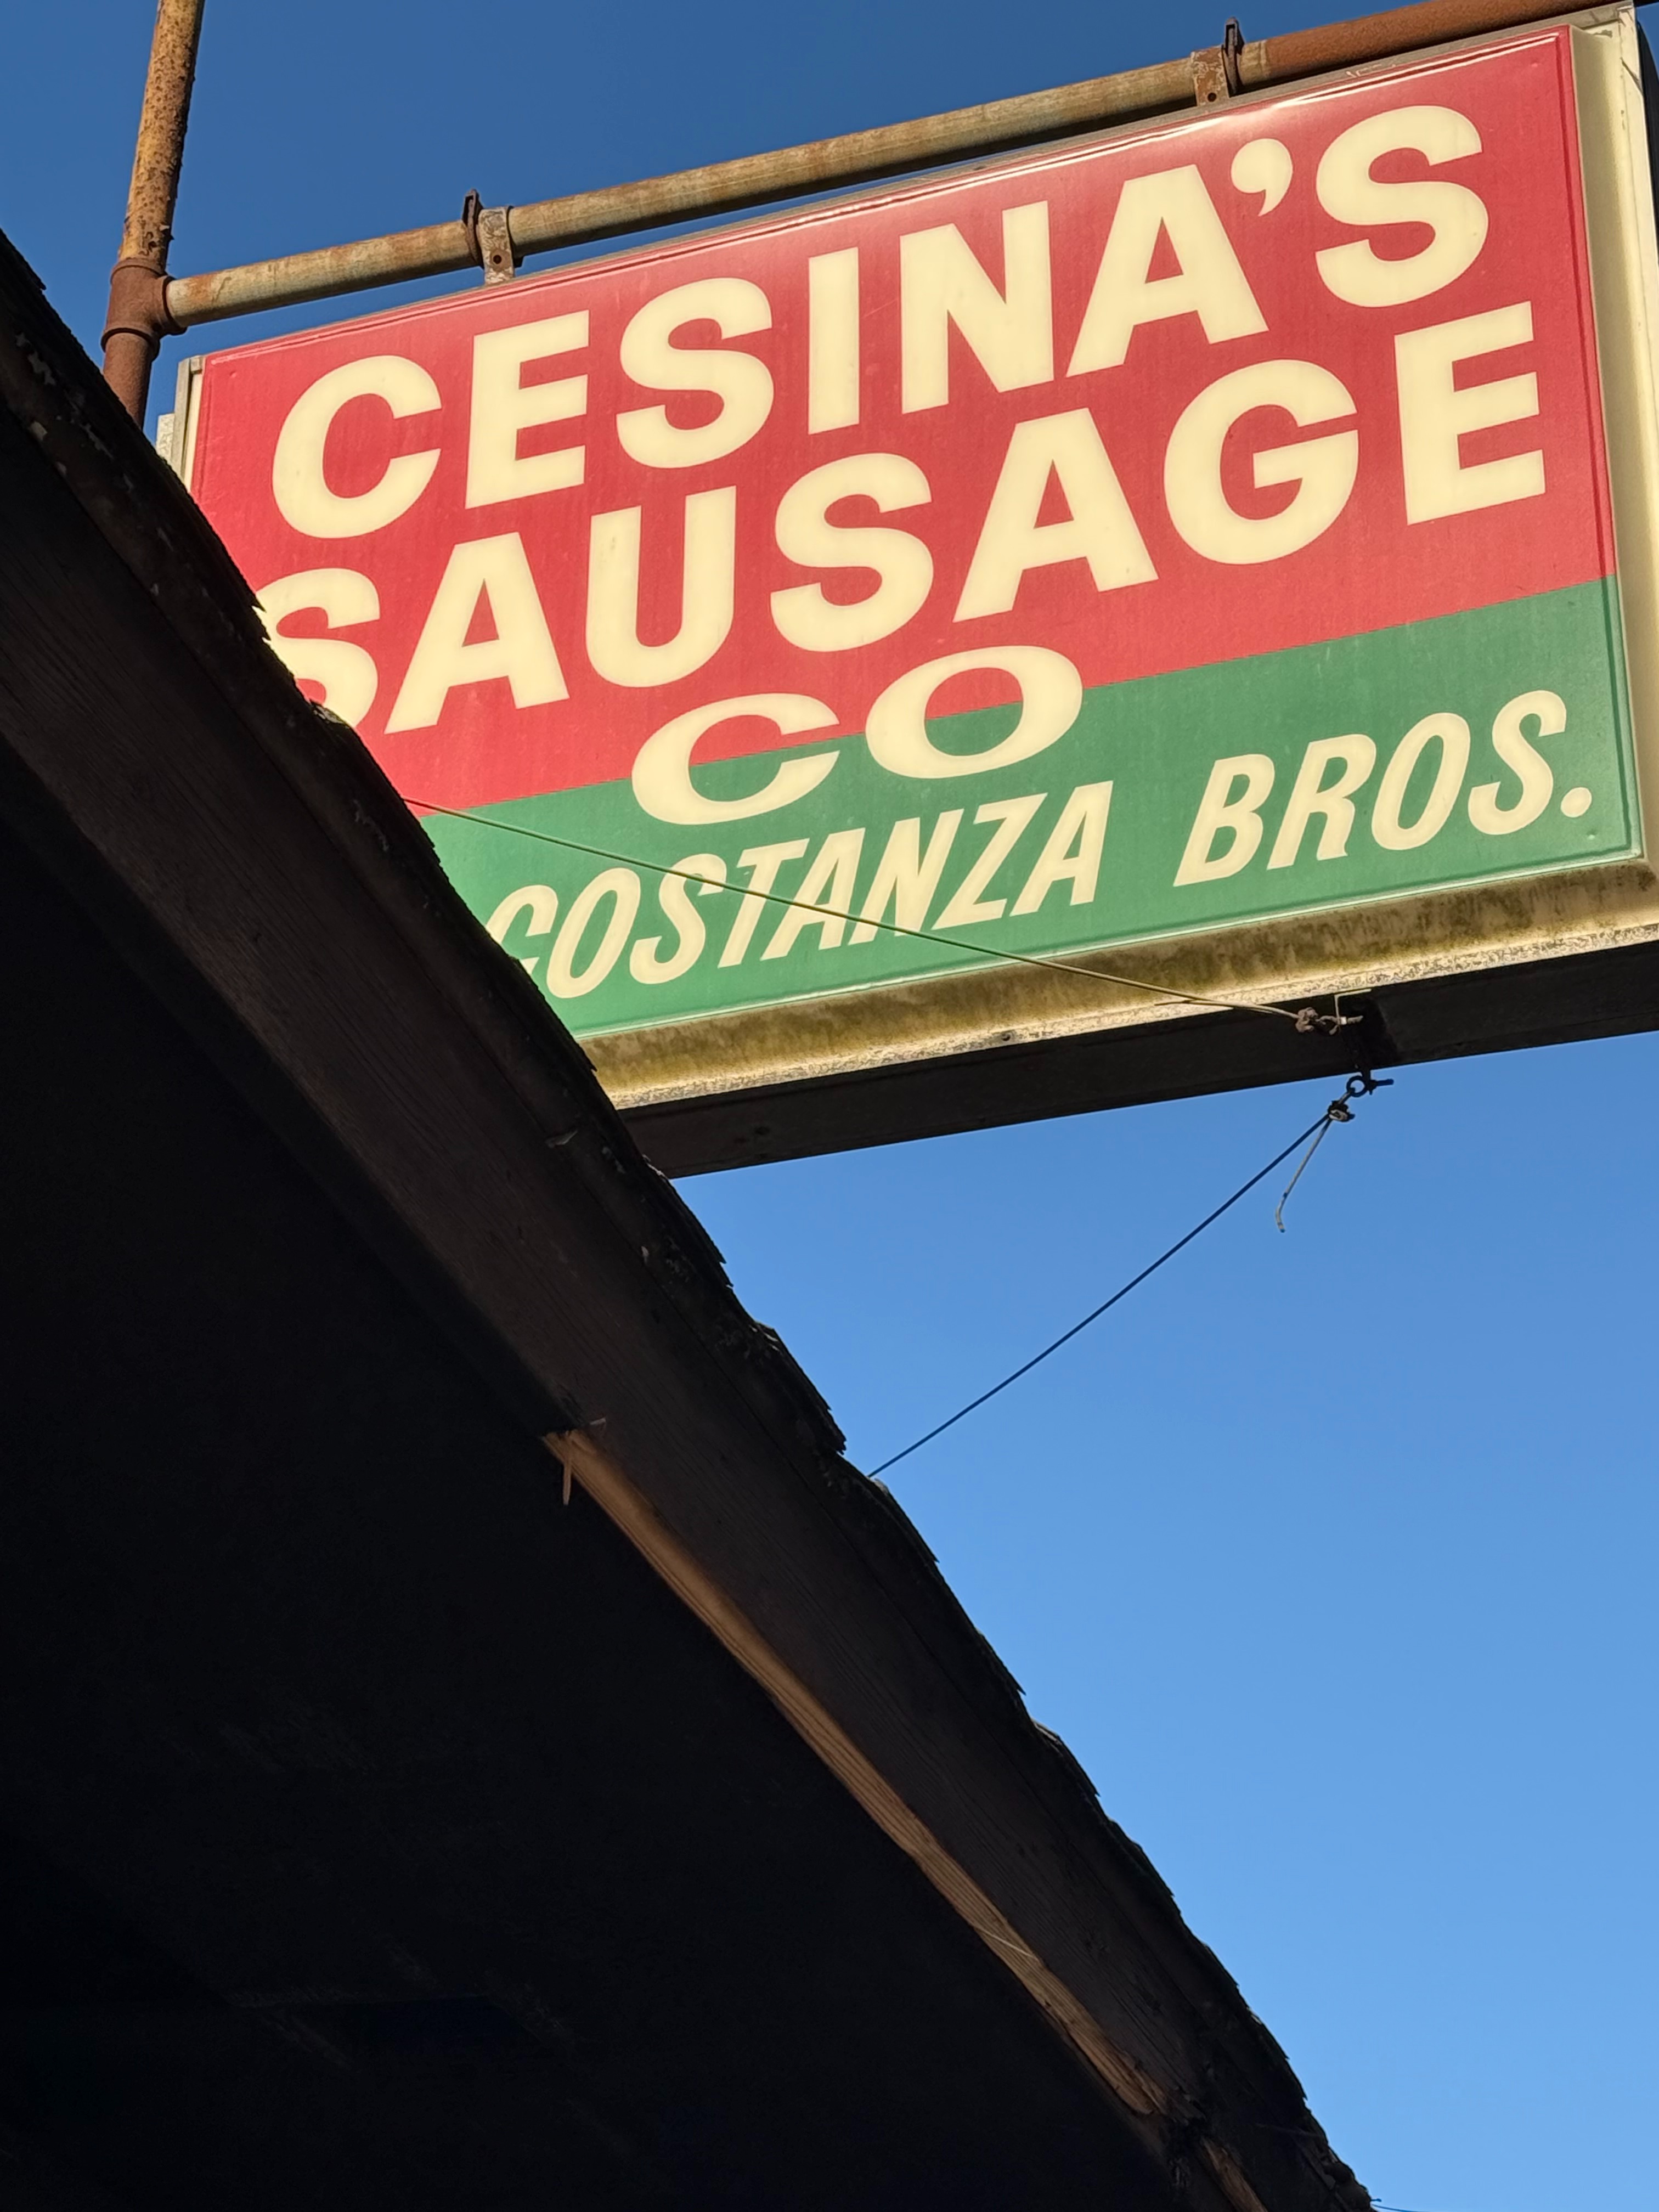 CESINA'S
SAUSAGE
CO
COSTANZA BROS.